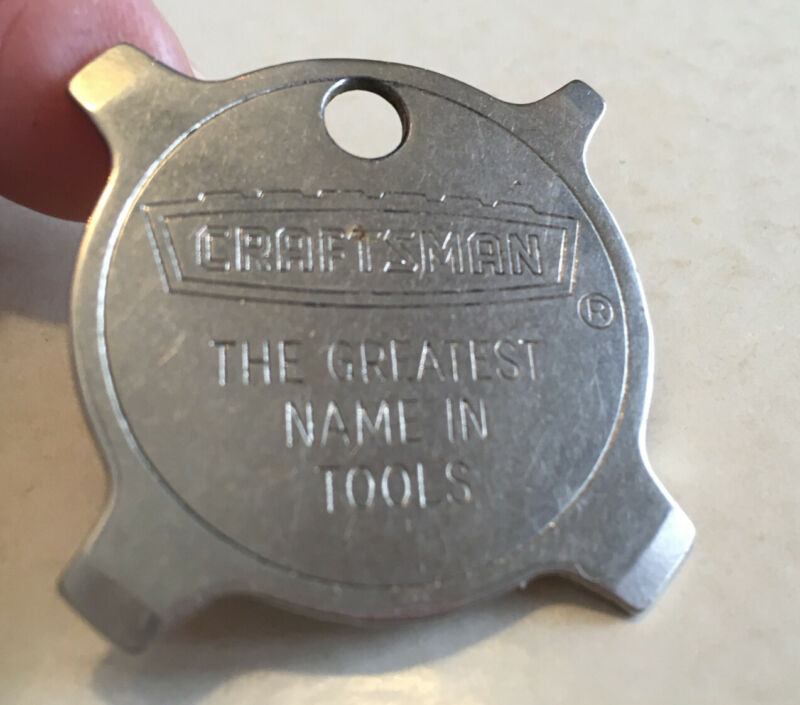 CRAFTSMAN
®
THE GREATEST
NAME IN
TOOLS